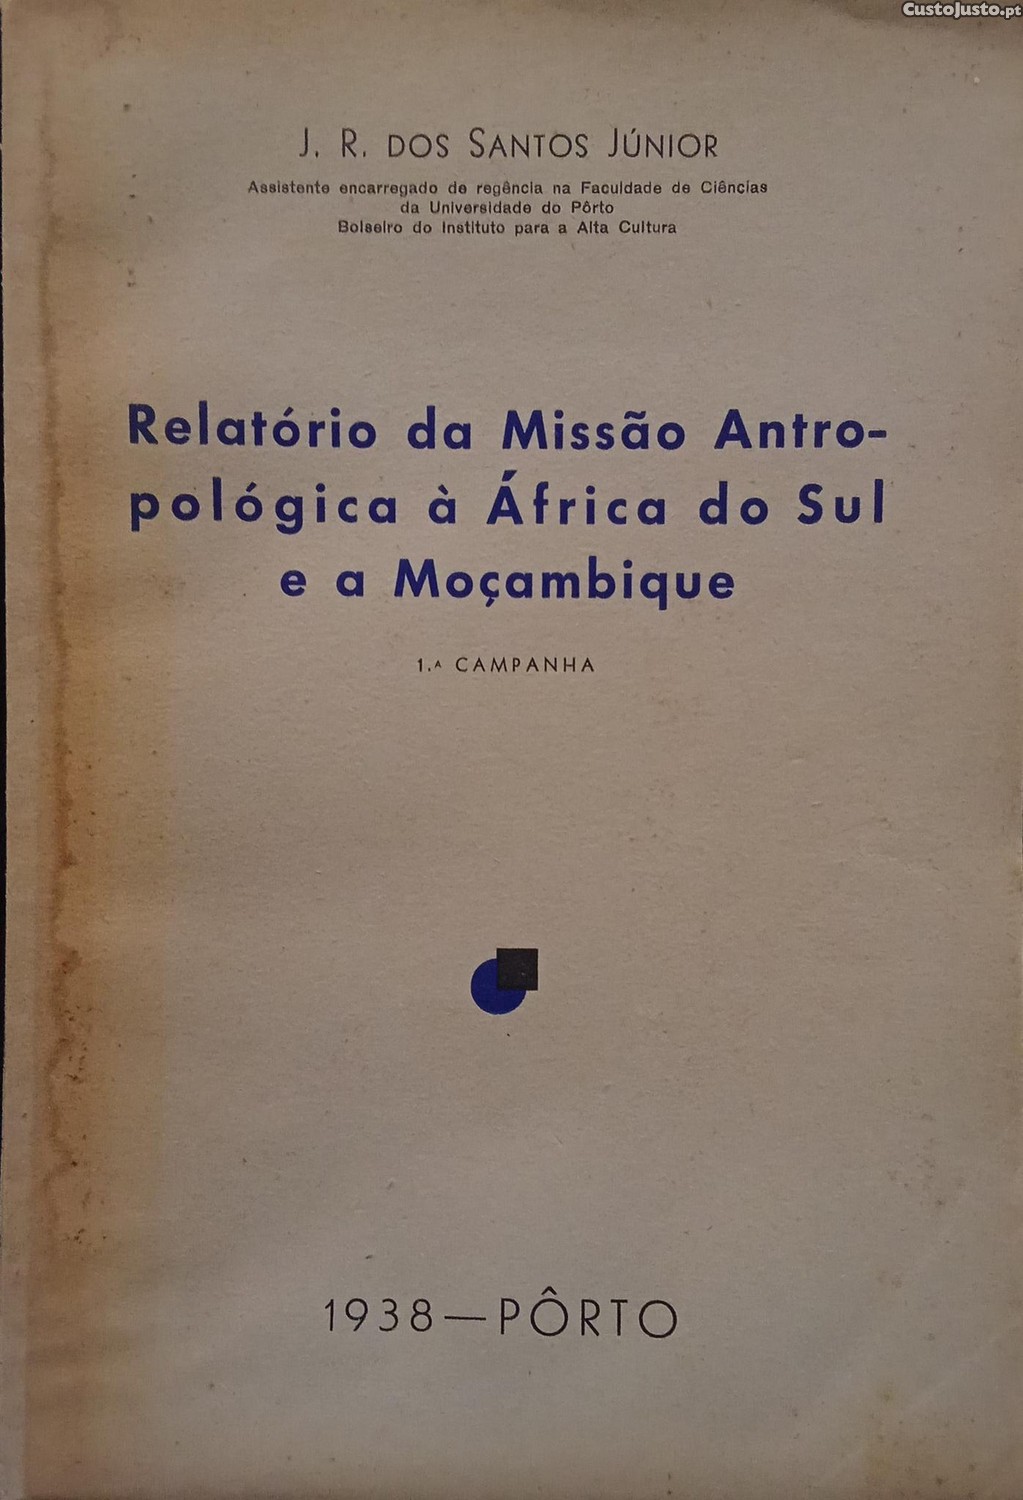 CustoJusto.pt
J. R. DOS SANTOS JÚNIOR
Assistente encarregado de regência na Faculdade de Ciências
da Universidade do Pôrto
Bolseiro do Instituto para a Alta Cultura
Relatório da Missão Antro-
pológica à África do Sul
e a Moçambique
1.ᴬ CAMPANHA
1938—PÔRTO